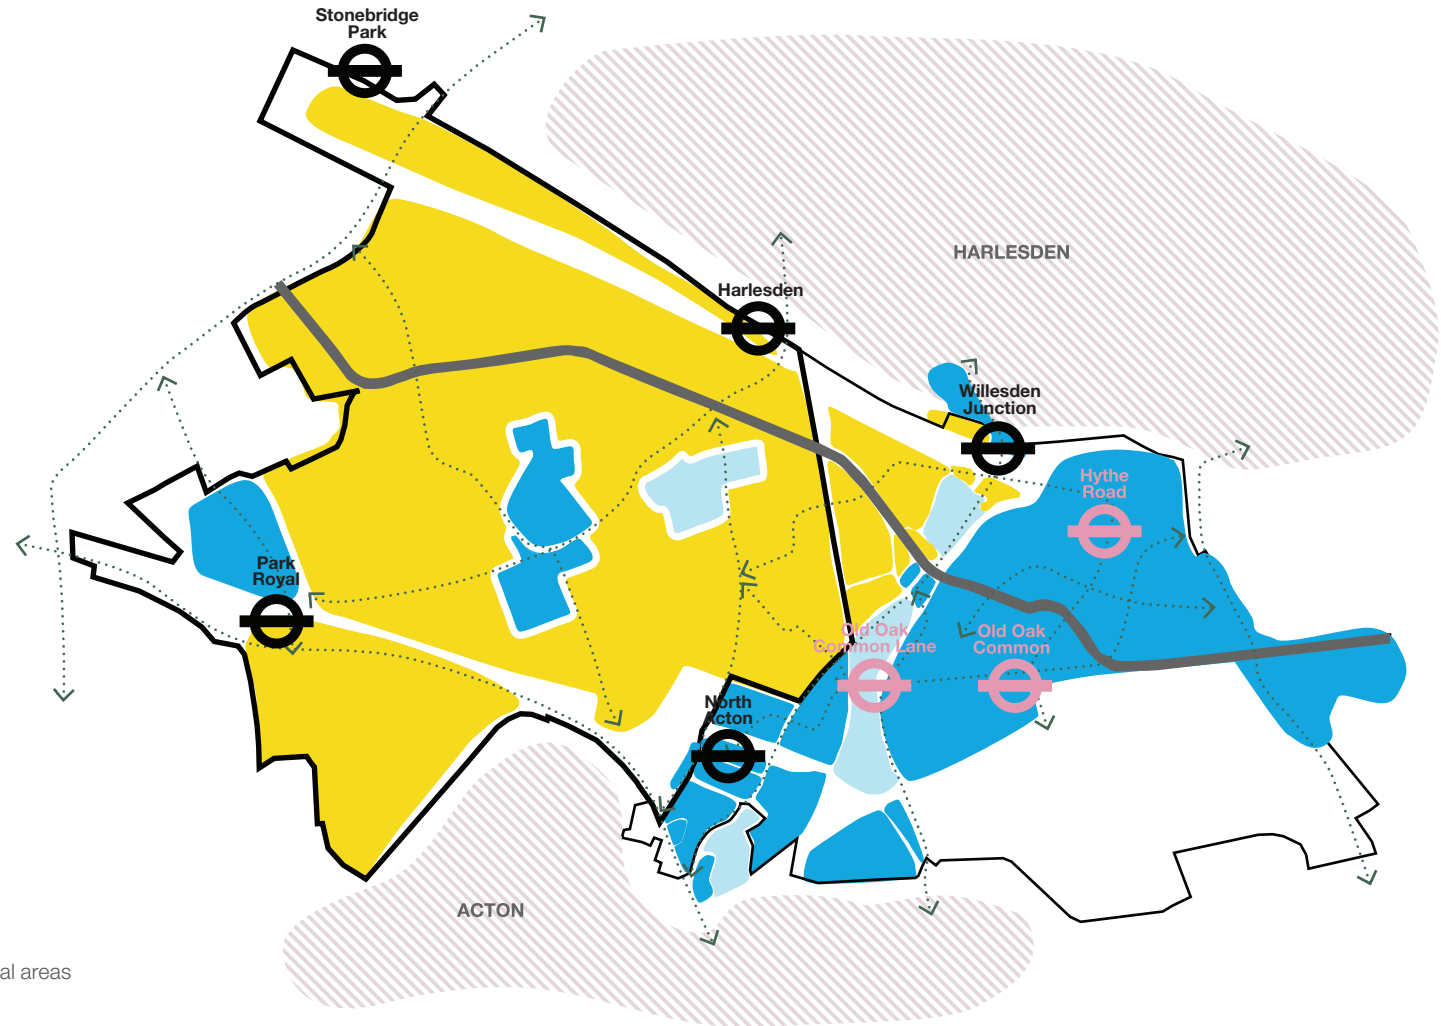 Stonebridge
Park
HARLESDEN
Harlesden
Willesden
Junction
Hythe
Road
Park
Royal
Old Oak
Common Lane
Old Oak
Common
North
Acton
ACTON
al areas